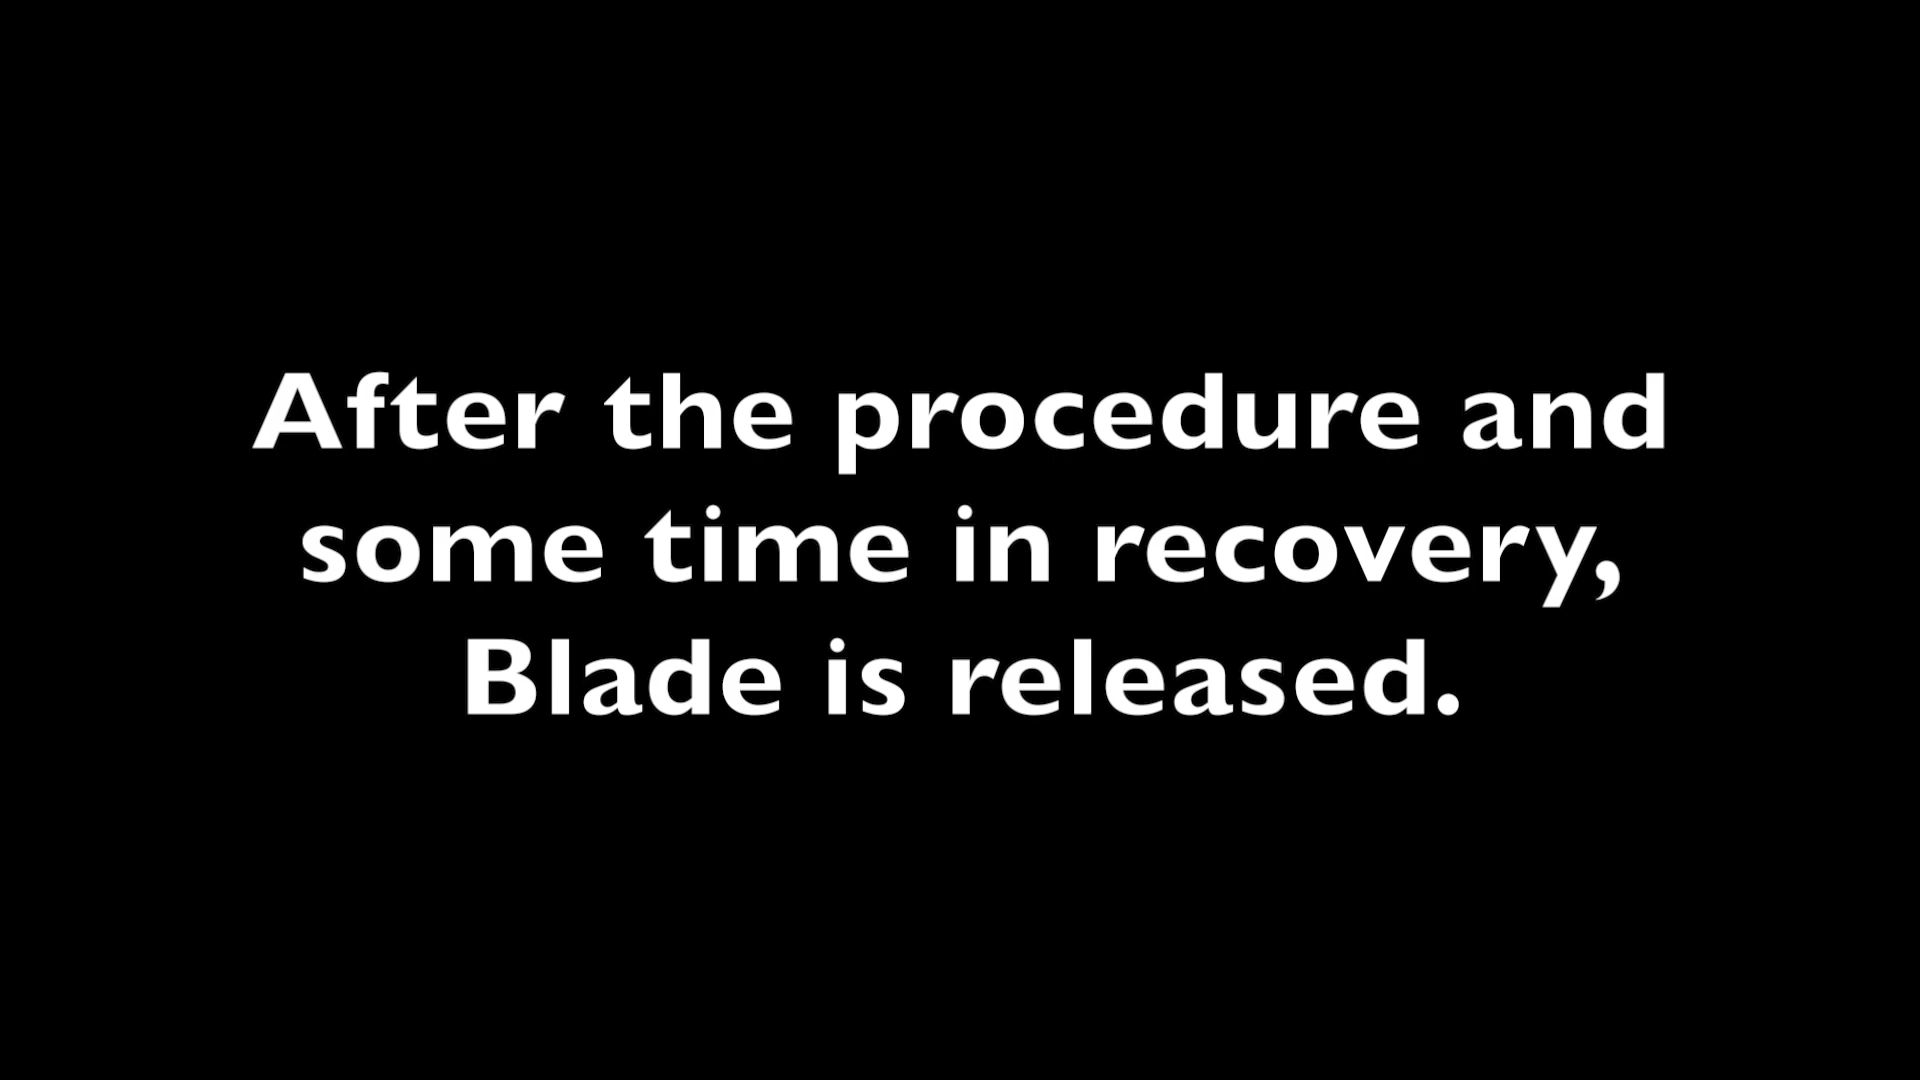 After the procedure and
some time in recovery,
Blade is released.